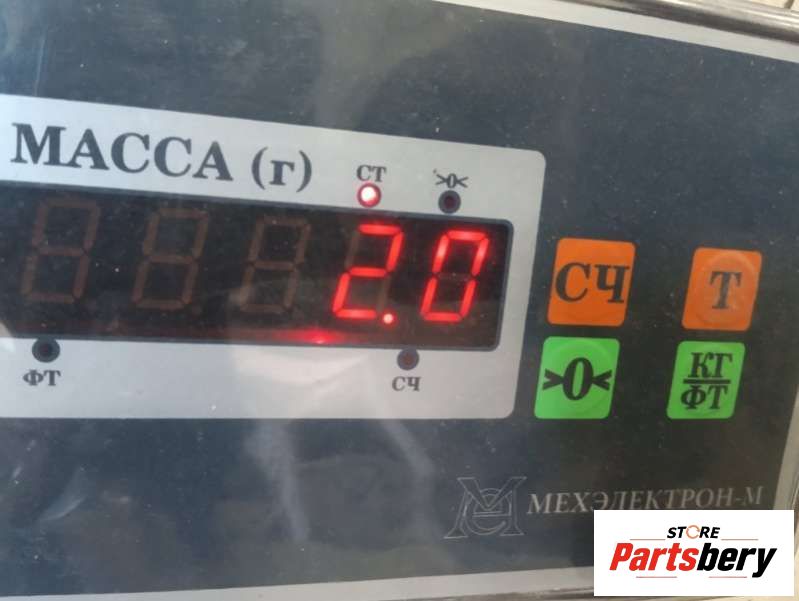 МАССА (г)
СТ
>0<
2.0
ФТ
СЧ
СЧ
Т
>0<
КГ
ФТ
МЕХЭЛЕКТРОН-М
STORE
Partsbery